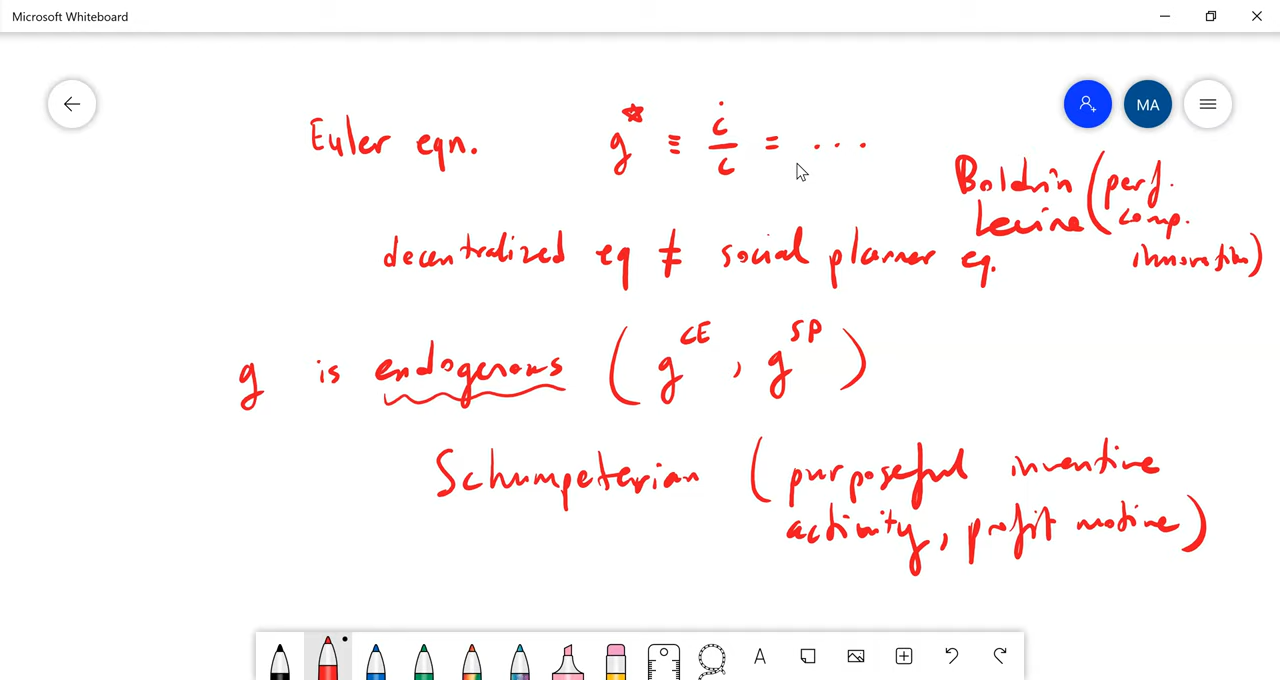 Microsoft Whiteboard
MA
Euler eqn. g* ≡ ċ/c = ...
Boldrin (perf.
Levine comp.
innovation)
decentralized eq ≠ social planner eq.
g is endogenous (g^CE, g^SP)
Schumpeterian (purposeful inventive
activity, profit motive)
A